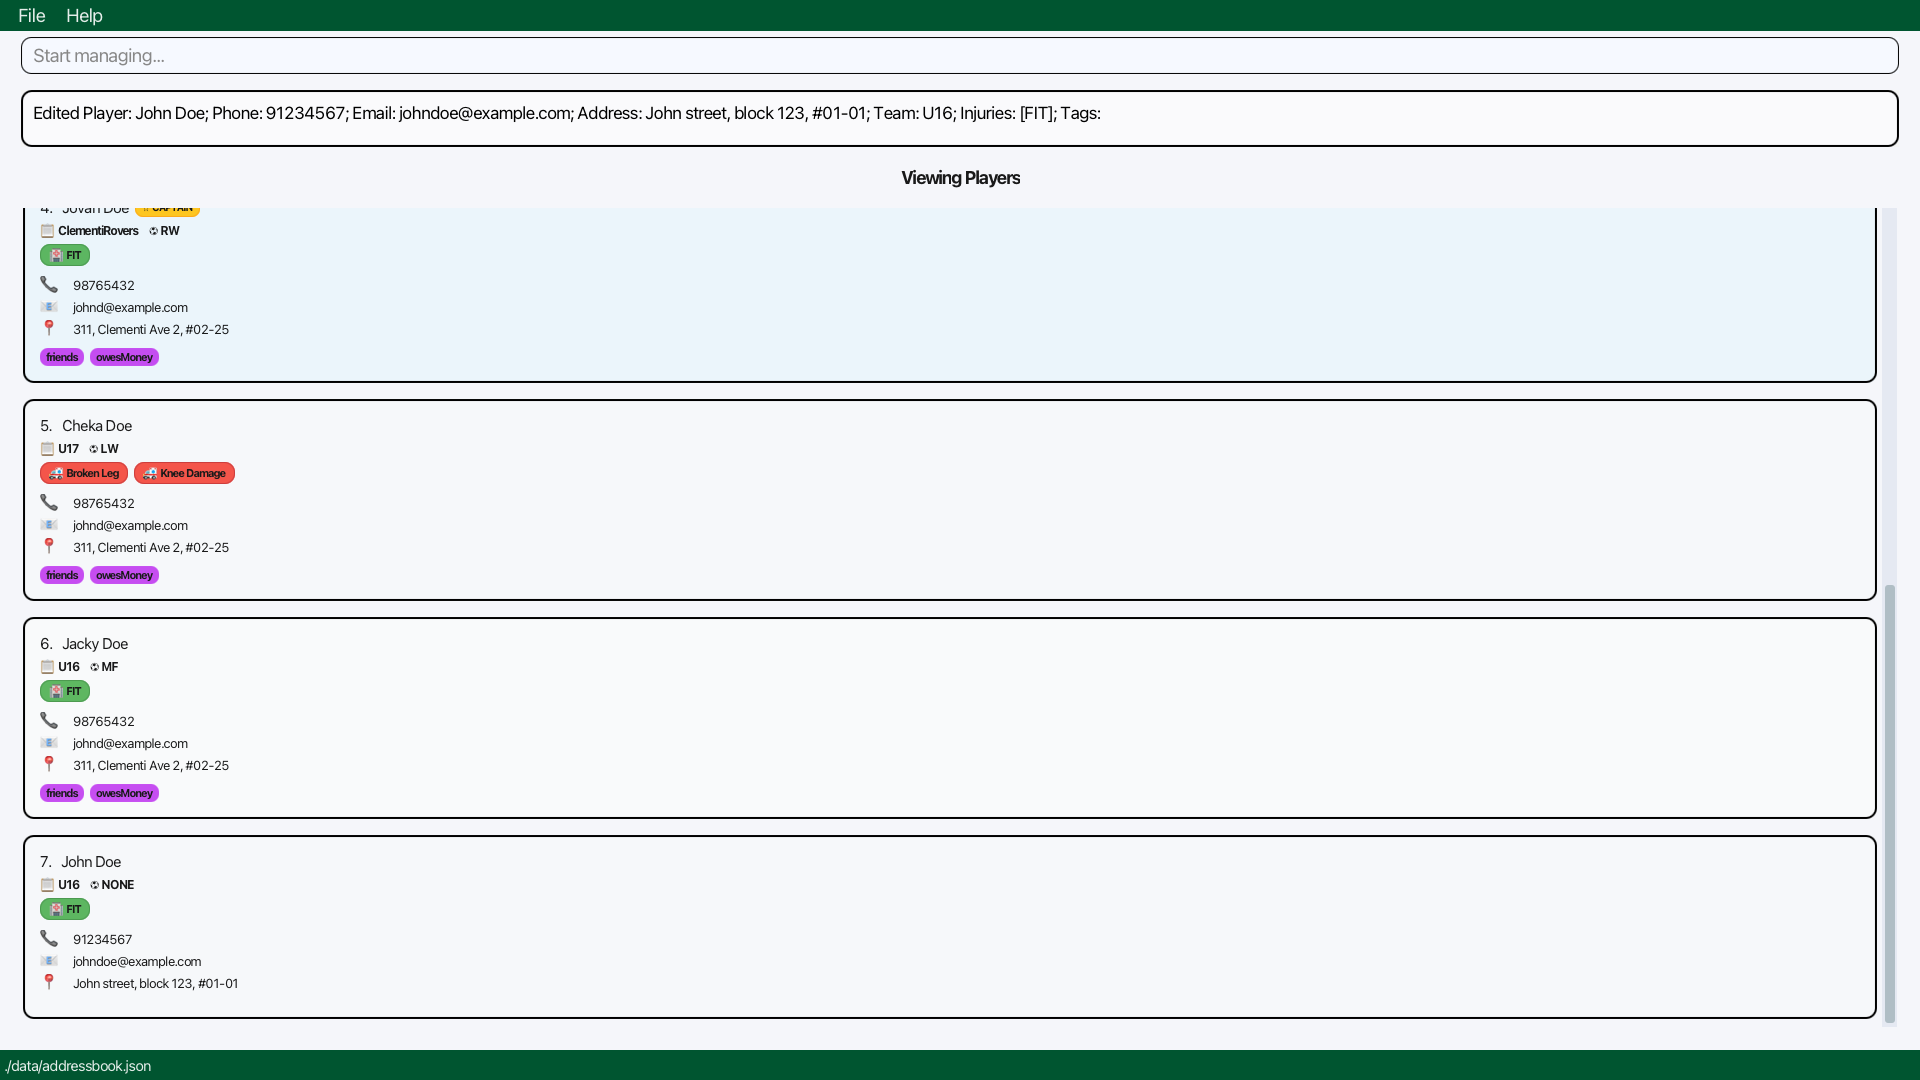 File Help
Start managing...
Edited Player: John Doe; Phone: 91234567; Email: johndoe@example.com; Address: John street, block 123, #01-01; Team: U16; Injuries: [FIT]; Tags:
Viewing Players
4. Jovan Doe CAPTAIN
ClementiRovers RW
FIT
98765432
johnd@example.com
311, Clementi Ave 2, #02-25
friends owesMoney
5. Cheka Doe
U17 LW
Broken Leg Knee Damage
98765432
johnd@example.com
311, Clementi Ave 2, #02-25
friends owesMoney
6. Jacky Doe
U16 MF
FIT
98765432
johnd@example.com
311, Clementi Ave 2, #02-25
friends owesMoney
7. John Doe
U16 NONE
FIT
91234567
johndoe@example.com
John street, block 123, #01-01
./data/addressbook.json